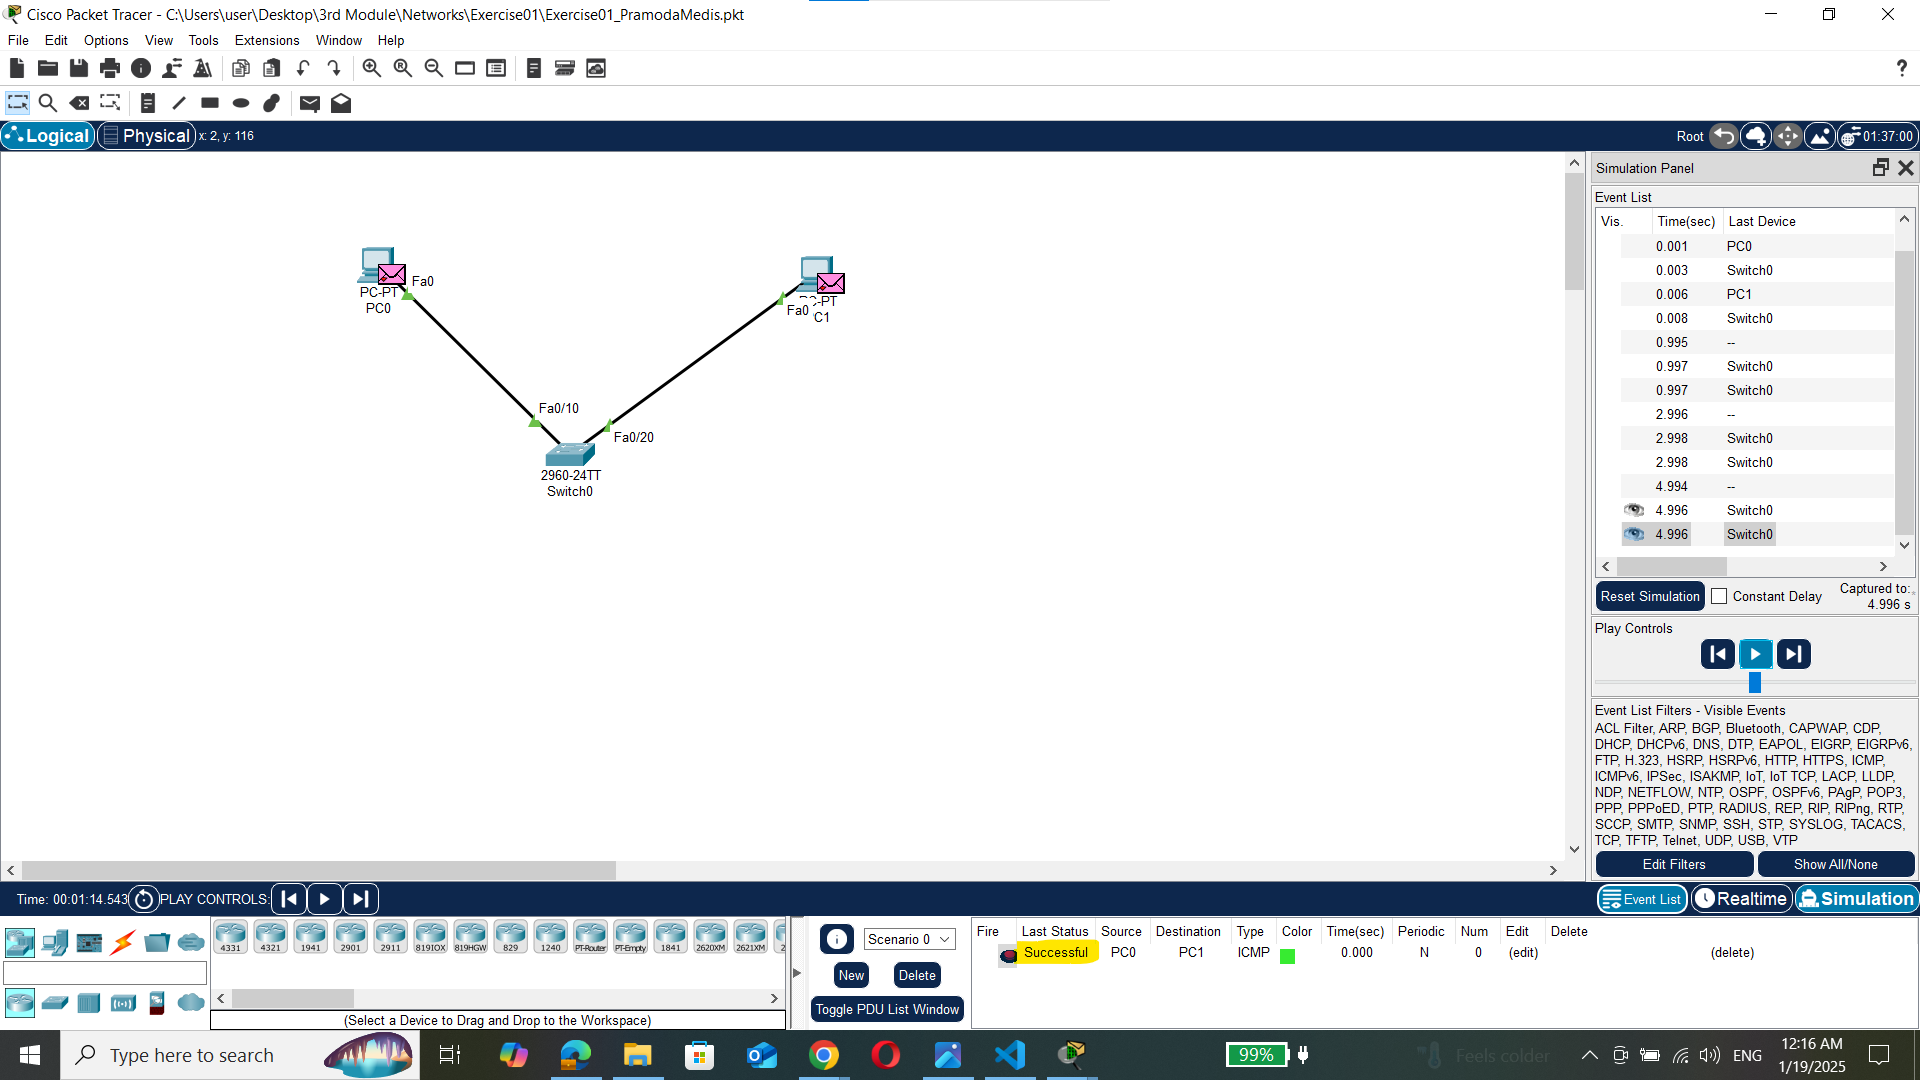 Cisco Packet Tracer - C:\Users\user\Desktop\3rd Module\Networks\Exercise01\Exercise01_PramodaMedis.pkt
File Edit Options View Tools Extensions Window Help
?
Logical Physical x: 2, y: 116
Root 01:37:00
Simulation Panel
Event List
Vis. Time(sec) Last Device
0.001 PC0
0.003 Switch0
0.006 PC1
0.008 Switch0
0.995 --
0.997 Switch0
0.997 Switch0
2.996 --
2.998 Switch0
2.998 Switch0
4.994 --
4.996 Switch0
4.996 Switch0
Reset Simulation Constant Delay Captured to:
4.996 s
Play Controls
Event List Filters - Visible Events
ACL Filter, ARP, BGP, Bluetooth, CAPWAP, CDP,
DHCP, DHCPv6, DNS, DTP, EAPOL, EIGRP, EIGRPv6,
FTP, H.323, HSRP, HSRPv6, HTTP, HTTPS, ICMP,
ICMPv6, IPSec, ISAKMP, IoT, IoT TCP, LACP, LLDP,
NDP, NETFLOW, NTP, OSPF, OSPFv6, PAgP, POP3,
PPP, PPPoED, PTP, RADIUS, REP, RIP, RIPng, RTP,
SCCP, SMTP, SNMP, SSH, STP, SYSLOG, TACACS,
TCP, TFTP, Telnet, UDP, USB, VTP
Edit Filters Show All/None
Fa0
PC-PT
PC0
PC-PT
Fa0 C1
Fa0/10
Fa0/20
2960-24TT
Switch0
Time: 00:01:14.543 PLAY CONTROLS:
Event List Realtime Simulation
4331 4321 1941 2901 2911 819IOX 819HGW 829 1240 PT-Router PT-Empty 1841 2620XM 2621XM
(Select a Device to Drag and Drop to the Workspace)
Scenario 0
New Delete
Toggle PDU List Window
Fire Last Status Source Destination Type Color Time(sec) Periodic Num Edit Delete
Successful PC0 PC1 ICMP 0.000 N 0 (edit) (delete)
Type here to search
99%
Feels colder
ENG
12:16 AM
1/19/2025